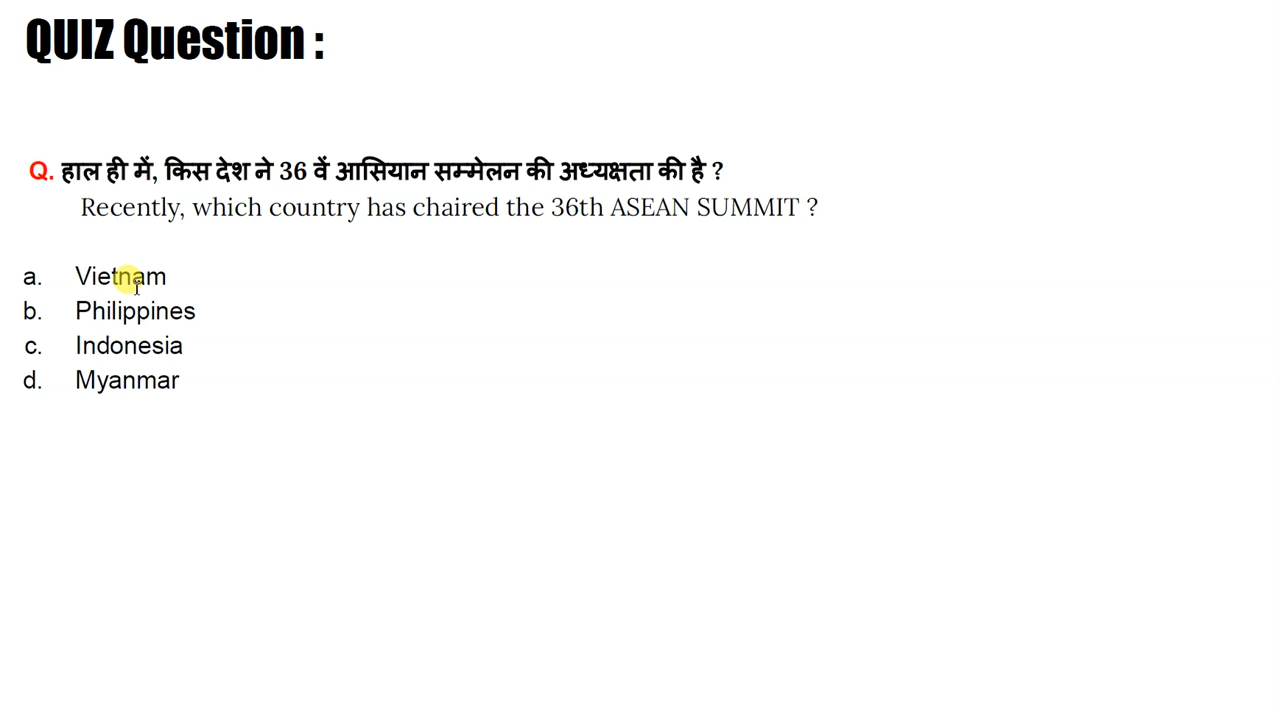 QUIZ Question :
Q. हाल ही में, किस देश ने 36 वें आसियान सम्मेलन की अध्यक्षता की है ?
Recently, which country has chaired the 36th ASEAN SUMMIT ?
a. Vietnam
b. Philippines
c. Indonesia
d. Myanmar